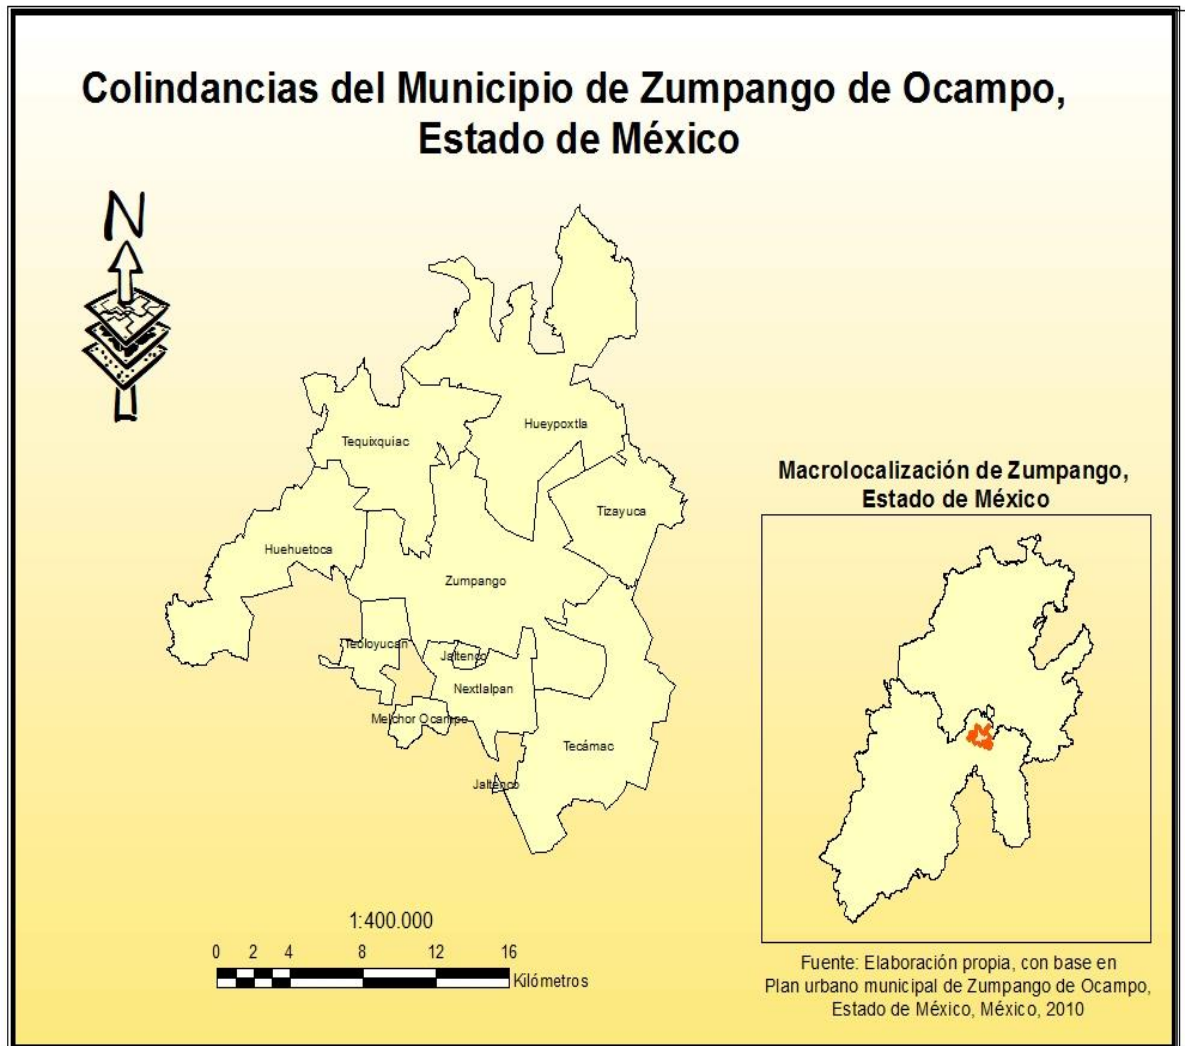 Colindancias del Municipio de Zumpango de Ocampo,
Estado de México
N
Hueypoxtla
Tequixquiac
Tizayuca
Huehuetoca
Zumpango
Teoloyucan
Jaltenco
Nextlalpan
Melchor Ocampo
Tecámac
Jaltenco
Macrolocalización de Zumpango,
Estado de México
1:400.000
0 2 4 8 12 16
Kilómetros
Fuente: Elaboración propia, con base en
Plan urbano municipal de Zumpango de Ocampo,
Estado de México, México, 2010